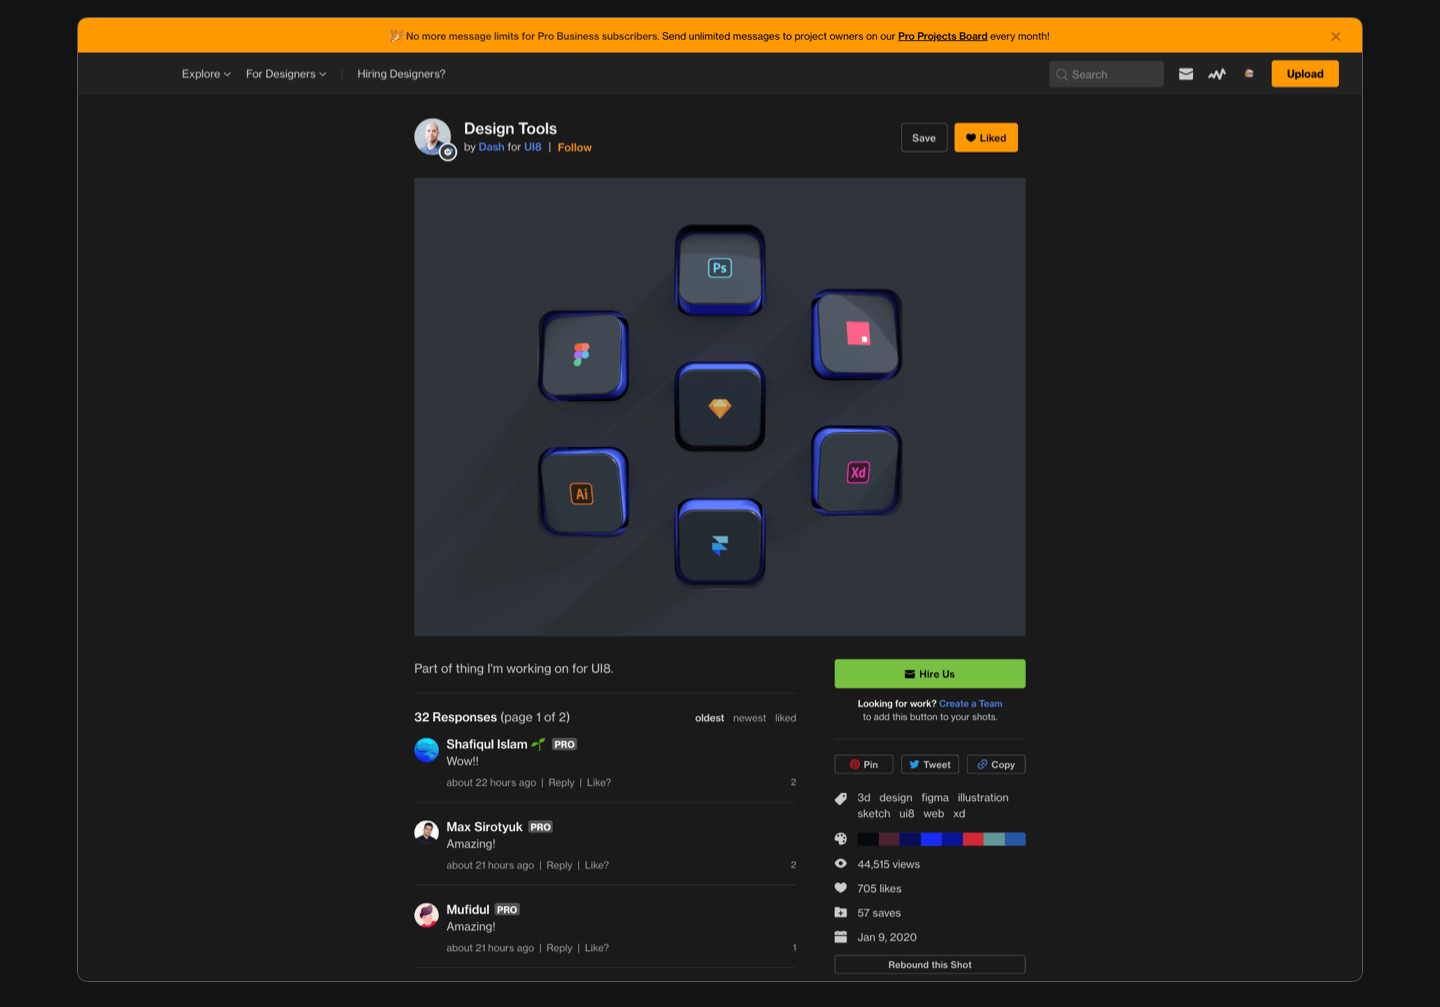 🎉 No more message limits for Pro Business subscribers. Send unlimited messages to project owners on our Pro Projects Board every month!
Explore For Designers Hiring Designers? Search Upload
Design Tools
by Dash for UI8 | Follow
Save Liked
Ps
Xd
Ai
Part of thing I'm working on for UI8.
32 Responses (page 1 of 2) oldest newest liked
Shafiqul Islam 🌱 PRO
Wow!!
about 22 hours ago | Reply | Like? 2
Max Sirotyuk PRO
Amazing!
about 21 hours ago | Reply | Like? 2
Mufidul PRO
Amazing!
about 21 hours ago | Reply | Like? 1
Hire Us
Looking for work? Create a Team
to add this button to your shots.
Pin Tweet Copy
3d design figma illustration
sketch ui8 web xd
44,515 views
705 likes
57 saves
Jan 9, 2020
Rebound this Shot